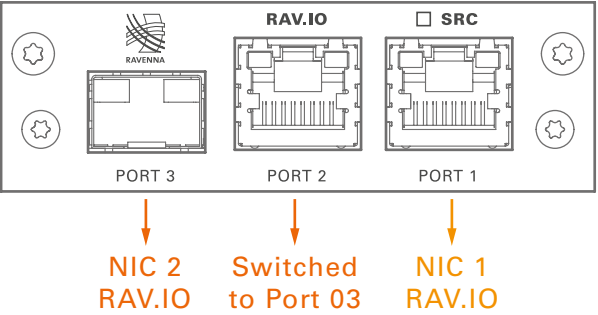 RAV.IO
SRC
RAVENNA
PORT 3
PORT 2
PORT 1
NIC 2
RAV.IO
Switched
to Port 03
NIC 1
RAV.IO